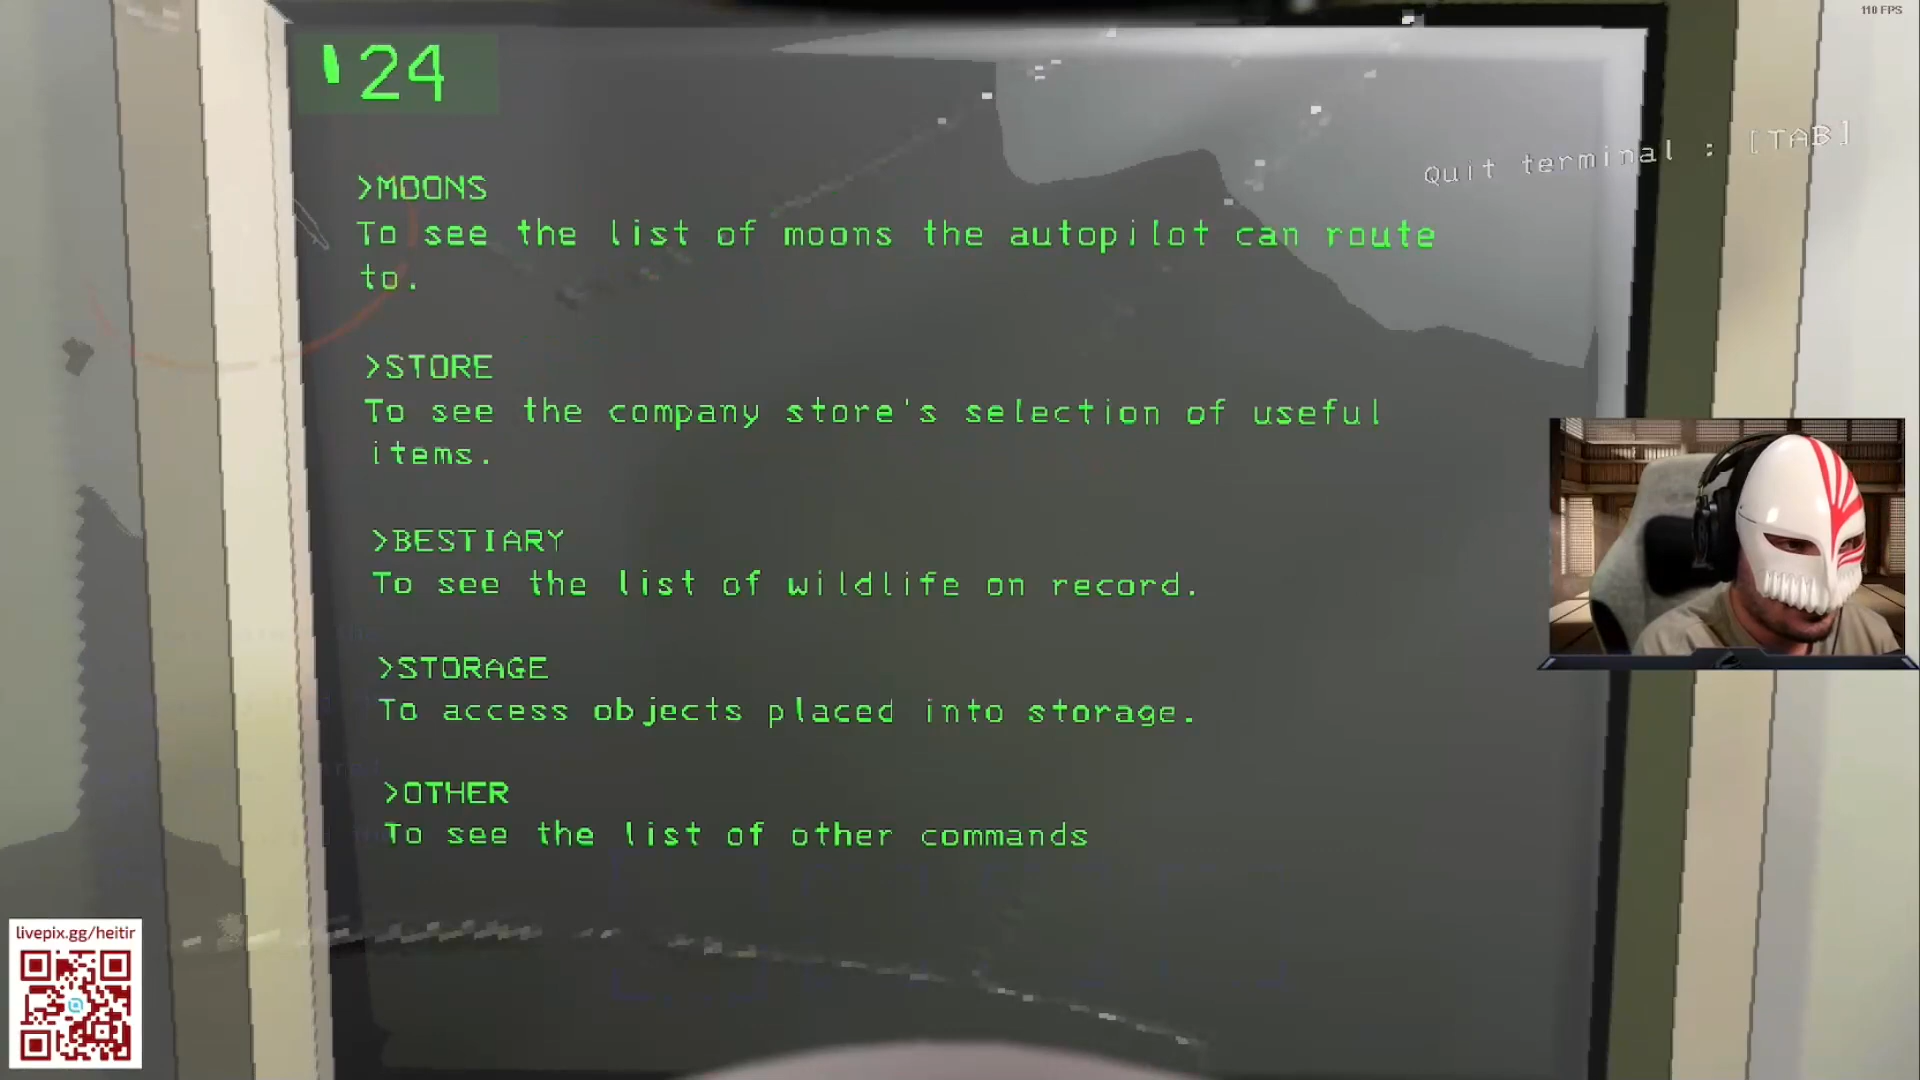 110 FPS
24
Quit terminal : [TAB]
>MOONS
To see the list of moons the autopilot can route
to.
>STORE
To see the company store's selection of useful
items.
>BESTIARY
To see the list of wildlife on record.
>STORAGE
To access objects placed into storage.
>OTHER
To see the list of other commands
livepix.gg/heitir